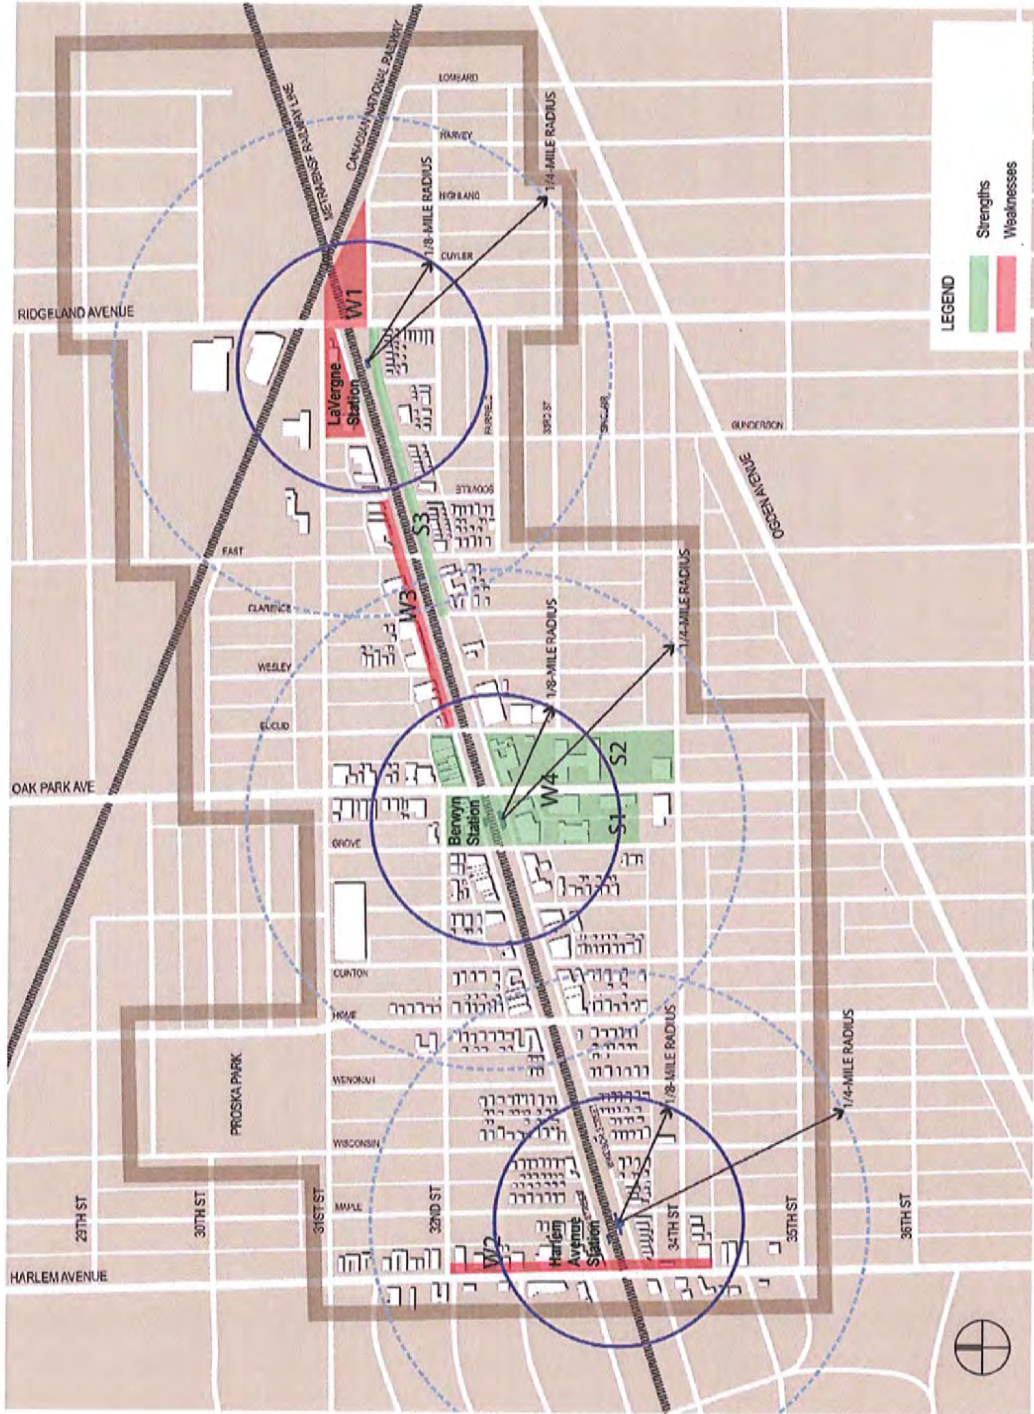 METRA/BNSF RAILWAY LINE
CANADIAN NATIONAL RAILWAY
LOMBARD
HARVEY
HIGHLAND
CUYLER
1/8-MILE RADIUS
1/4-MILE RADIUS
RIDGELAND AVENUE
W1
LaVergne
Station
FAIRFIELD
33RD ST
SINCLAIR
GUNDERSON
SCOVILLE
S3
EAST
W3
CLARENCE
WESLEY
EUCLID
OGDEN AVENUE
1/8-MILE RADIUS
1/4-MILE RADIUS
OAK PARK AVE
Berwyn
Station
W4
S2
S1
GROVE
CLINTON
HOME
WENONAH
PROSKA PARK
WISCONSIN
MAPLE
1/8-MILE RADIUS
1/4-MILE RADIUS
29TH ST
30TH ST
31ST ST
32ND ST
34TH ST
35TH ST
36TH ST
HARLEM AVENUE
W2
Harlem
Avenue
Station
LEGEND
Strengths
Weaknesses